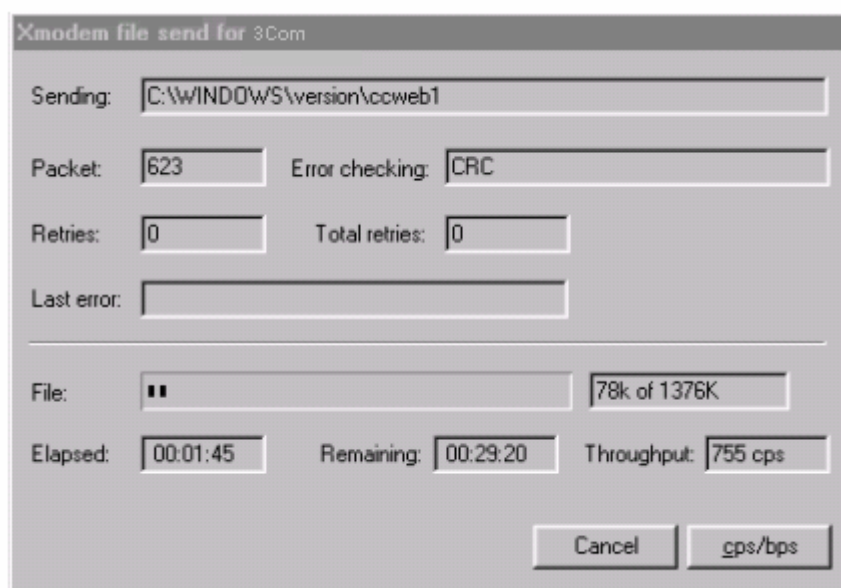 Xmodem file send for 3Com
Sending: C:\WINDOWS\version\ccweb1
Packet: 623 Error checking: CRC
Retries: 0 Total retries: 0
Last error:
File: 78k of 1376K
Elapsed: 00:01:45 Remaining: 00:29:20 Throughput: 755 cps
Cancel cps/bps